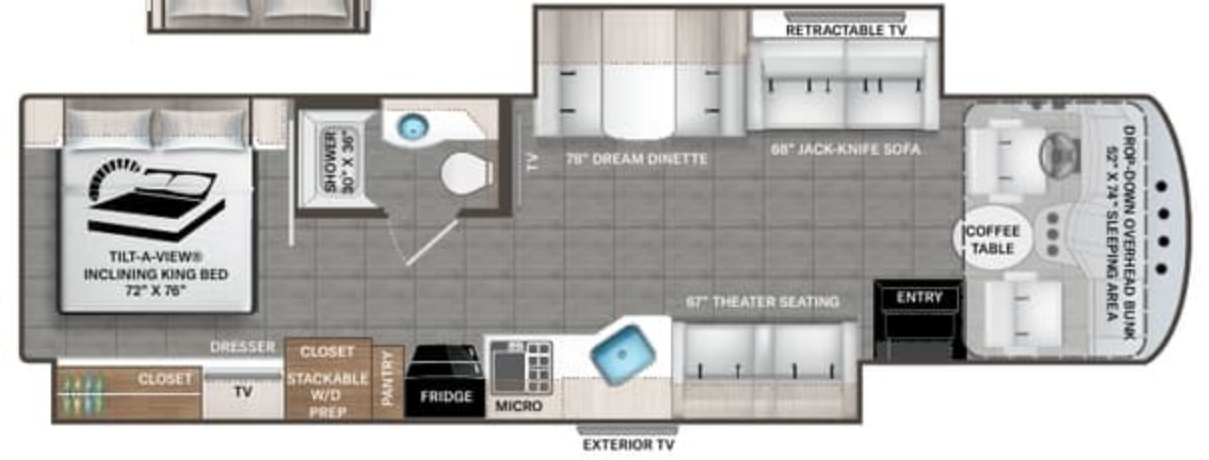 RETRACTABLE TV
SHOWER
30" X 36"
TV
78" DREAM DINETTE
68" JACK-KNIFE SOFA
DROP-DOWN OVERHEAD BUNK
52" X 74" SLEEPING AREA
COFFEE
TABLE
TILT-A-VIEW®
INCLINING KING BED
72" X 76"
67" THEATER SEATING
ENTRY
DRESSER
CLOSET
CLOSET
TV
STACKABLE
W/D
PREP
PANTRY
FRIDGE
MICRO
EXTERIOR TV